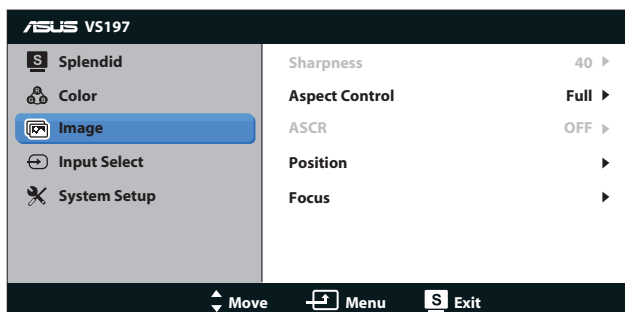 ASUS VS197
S Splendid
Color
Image
Input Select
System Setup
Sharpness 40
Aspect Control Full
ASCR OFF
Position
Focus
Move Menu S Exit